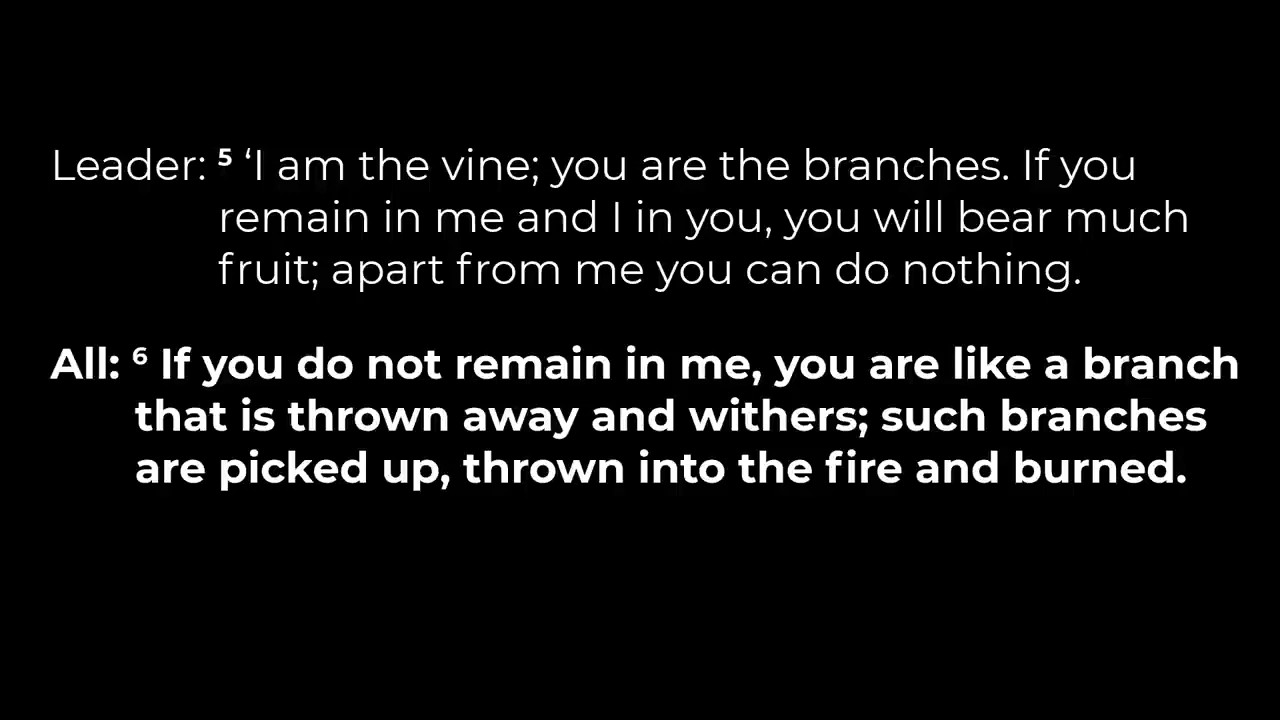 Leader: ⁵ ‘I am the vine; you are the branches. If you
remain in me and I in you, you will bear much
fruit; apart from me you can do nothing.
All: ⁶ If you do not remain in me, you are like a branch
that is thrown away and withers; such branches
are picked up, thrown into the fire and burned.